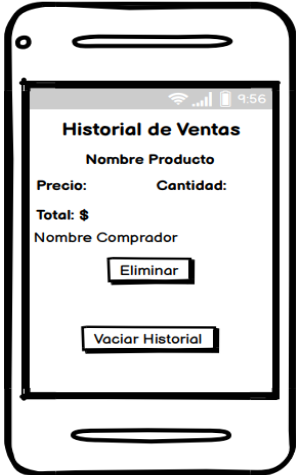 9:56
Historial de Ventas
Nombre Producto
Precio: Cantidad:
Total: $
Nombre Comprador
Eliminar
Vaciar Historial